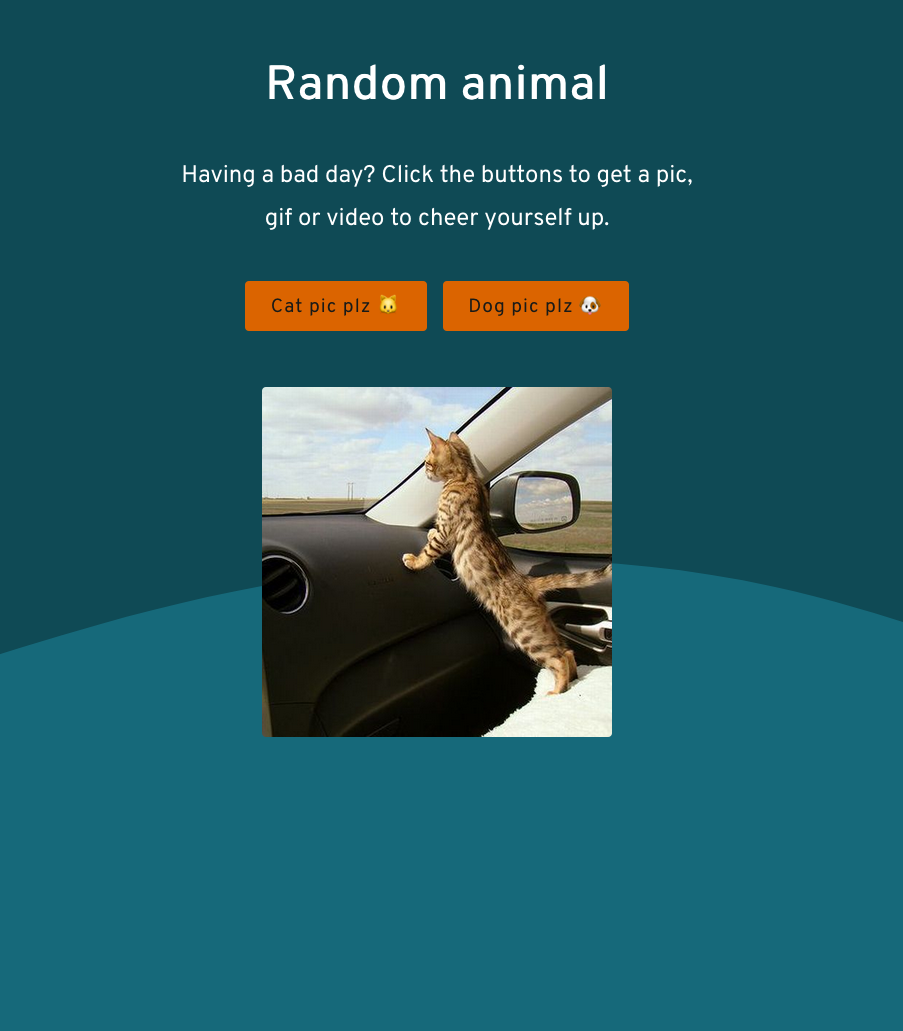 Random animal
Having a bad day? Click the buttons to get a pic,
gif or video to cheer yourself up.
Cat pic plz 🐱
Dog pic plz 🐶